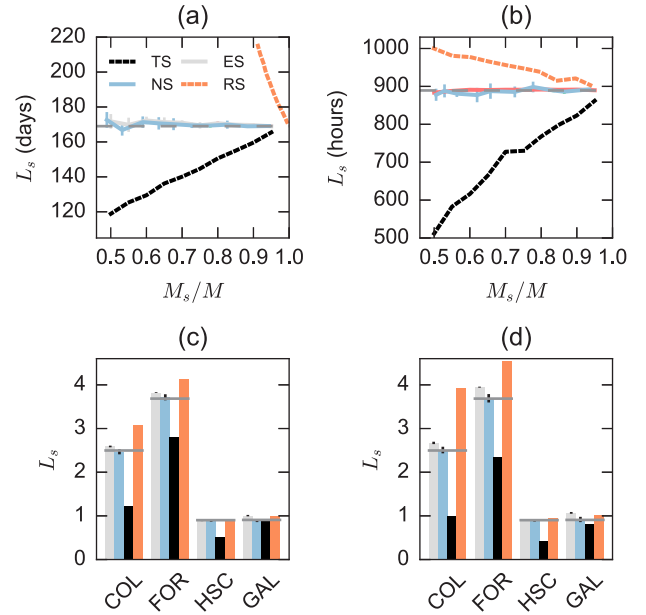 (a)
220
200
180
160
140
120
L_s (days)
TS
NS
ES
RS
0.5 0.6 0.7 0.8 0.9 1.0
M_s/M
(b)
1000
900
800
700
600
500
L_s (hours)
0.5 0.6 0.7 0.8 0.9 1.0
M_s/M
(c)
4
3
2
1
0
L_s
COL FOR HSC GAL
(d)
4
3
2
1
0
L_s
COL FOR HSC GAL